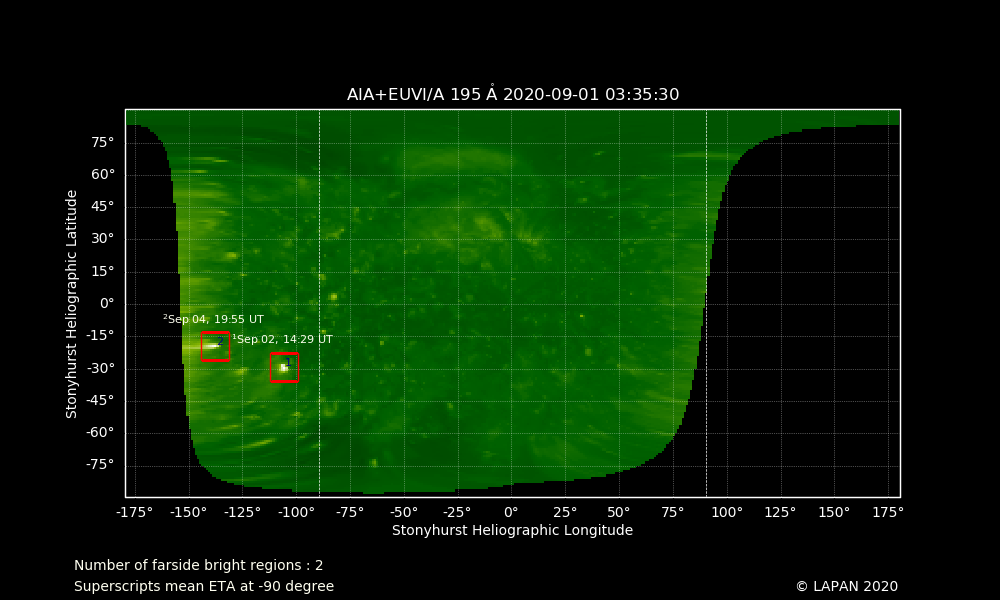 AIA+EUVI/A 195 Å 2020-09-01 03:35:30
Stonyhurst Heliographic Latitude
75°
60°
45°
30°
15°
0°
-15°
-30°
-45°
-60°
-75°
²Sep 04, 19:55 UT
2
¹Sep 02, 14:29 UT
1
-175° -150° -125° -100° -75° -50° -25° 0° 25° 50° 75° 100° 125° 150° 175°
Stonyhurst Heliographic Longitude
Number of farside bright regions : 2
Superscripts mean ETA at -90 degree
© LAPAN 2020